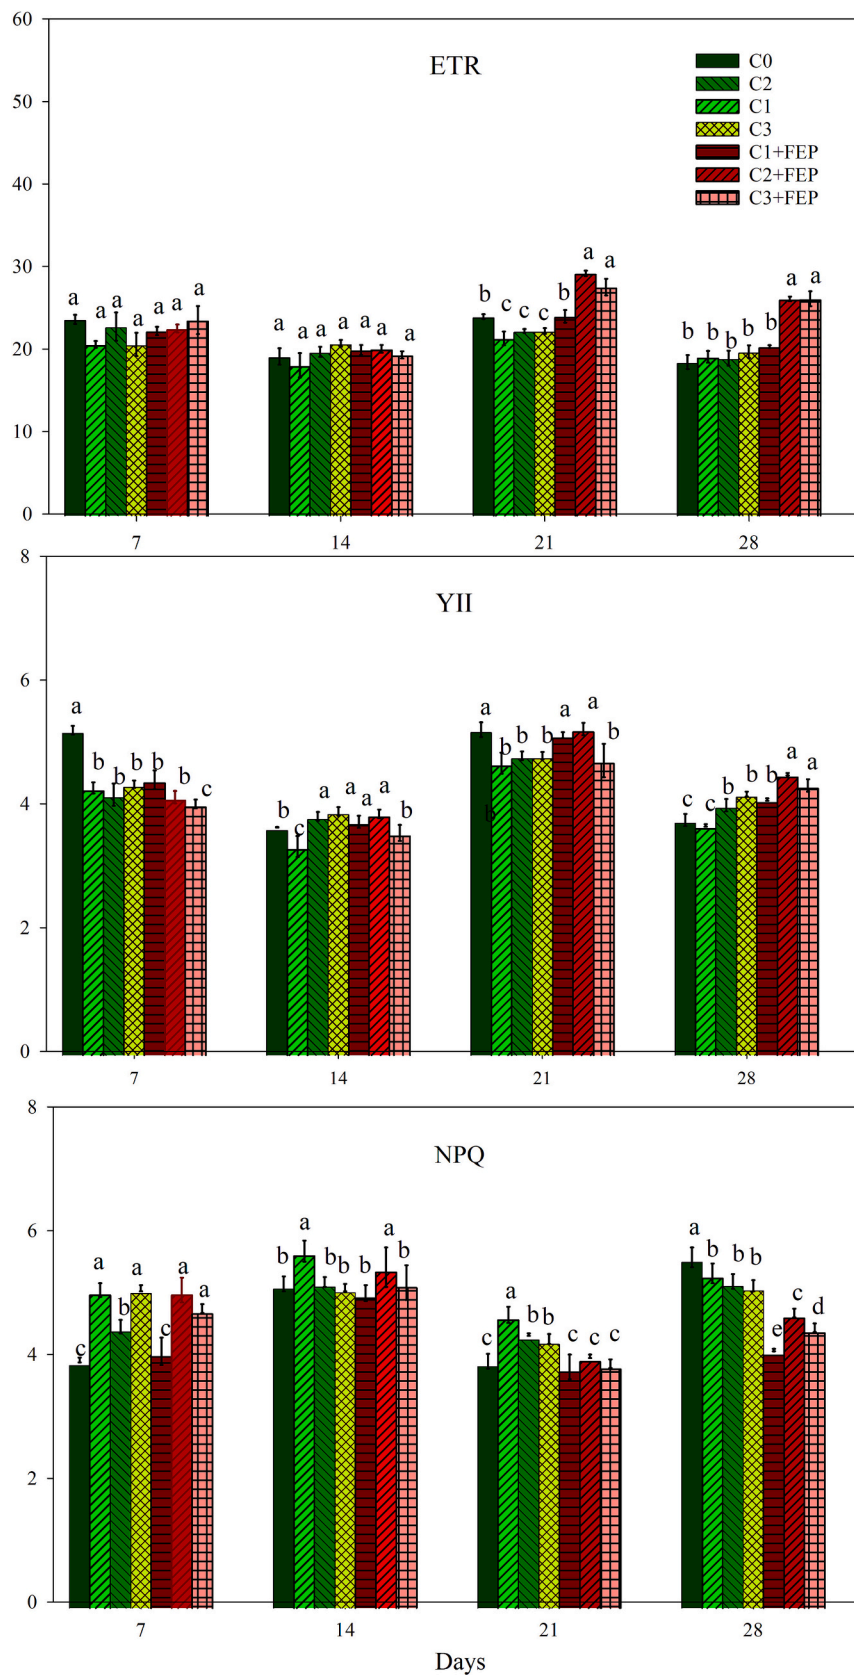 60
ETR
C0
C2
C1
C3
C1+FEP
C2+FEP
C3+FEP
50
40
30
20
10
0
a a a a a a a
a a a a a a a
b c c c b a a
b b b b b a a
7 14 21 28
8
YII
6
4
2
0
a b b b b b c
b c a a a a b
a b b b a a b
b
c c b b b a a
7 14 21 28
8
NPQ
6
4
2
0
c a b a c a a
b a b b b a b
c a b b c c c
a b b b e c d
7 14 21 28
Days